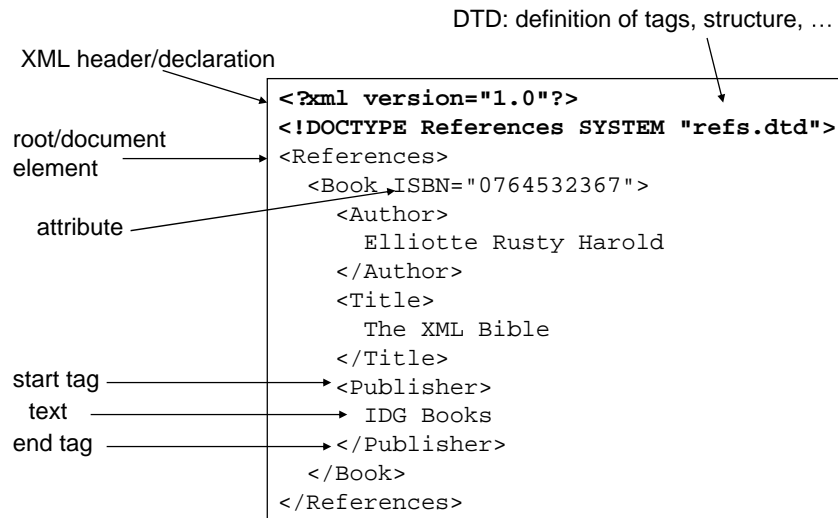 DTD: definition of tags, structure, …
XML header/declaration
<?xml version="1.0"?>
<!DOCTYPE References SYSTEM "refs.dtd">
root/document
element
<References>
<Book ISBN="0764532367">
attribute
<Author>
Elliotte Rusty Harold
</Author>
<Title>
The XML Bible
</Title>
start tag
<Publisher>
text
IDG Books
end tag
</Publisher>
</Book>
</References>